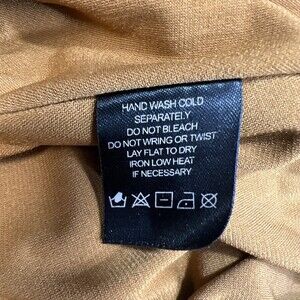 HAND WASH COLD
SEPARATELY
DO NOT BLEACH
DO NOT WRING OR TWIST
LAY FLAT TO DRY
IRON LOW HEAT
IF NECESSARY